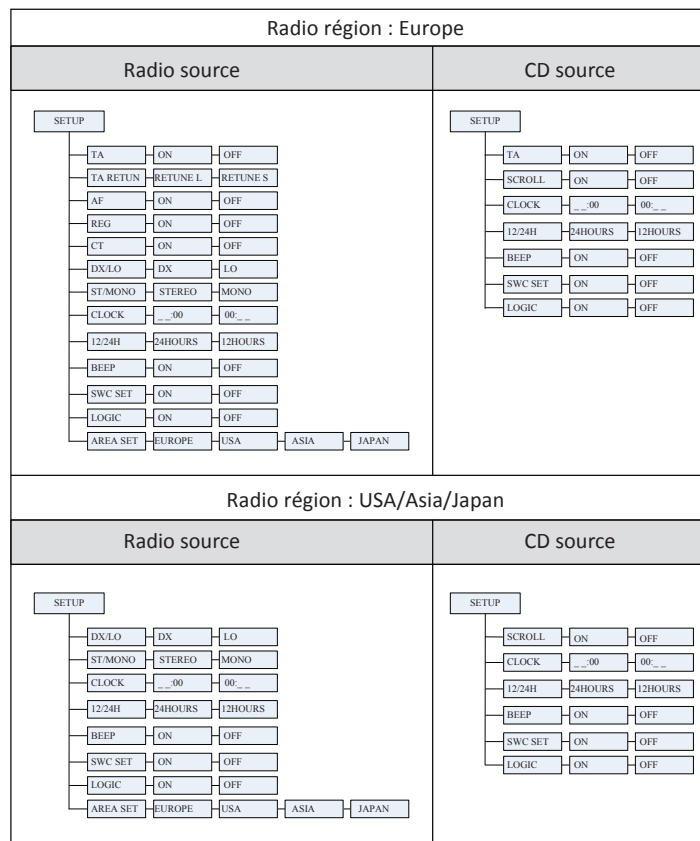 Radio région : Europe
Radio source
CD source
SETUP
TA ON OFF
TA RETUN RETUNE L RETUNE S
AF ON OFF
REG ON OFF
CT ON OFF
DX/LO DX LO
ST/MONO STEREO MONO
CLOCK _ _:00 00:_ _
12/24H 24HOURS 12HOURS
BEEP ON OFF
SWC SET ON OFF
LOGIC ON OFF
AREA SET EUROPE USA ASIA JAPAN
SETUP
TA ON OFF
SCROLL ON OFF
CLOCK _ _:00 00:_ _
12/24H 24HOURS 12HOURS
BEEP ON OFF
SWC SET ON OFF
LOGIC ON OFF
Radio région : USA/Asia/Japan
Radio source
CD source
SETUP
DX/LO DX LO
ST/MONO STEREO MONO
CLOCK _ _:00 00:_ _
12/24H 24HOURS 12HOURS
BEEP ON OFF
SWC SET ON OFF
LOGIC ON OFF
AREA SET EUROPE USA ASIA JAPAN
SETUP
SCROLL ON OFF
CLOCK _ _:00 00:_ _
12/24H 24HOURS 12HOURS
BEEP ON OFF
SWC SET ON OFF
LOGIC ON OFF